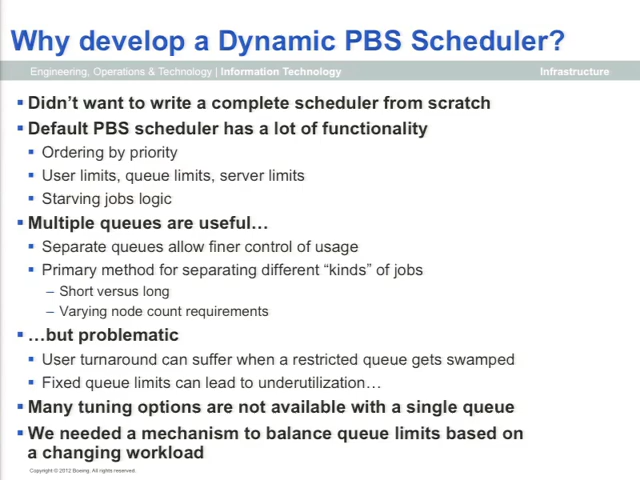 Why develop a Dynamic PBS Scheduler?
Engineering, Operations & Technology | Information Technology Infrastructure
▪ Didn’t want to write a complete scheduler from scratch
▪ Default PBS scheduler has a lot of functionality
▪ Ordering by priority
▪ User limits, queue limits, server limits
▪ Starving jobs logic
▪ Multiple queues are useful…
▪ Separate queues allow finer control of usage
▪ Primary method for separating different “kinds” of jobs
– Short versus long
– Varying node count requirements
▪ …but problematic
▪ User turnaround can suffer when a restricted queue gets swamped
▪ Fixed queue limits can lead to underutilization…
▪ Many tuning options are not available with a single queue
▪ We needed a mechanism to balance queue limits based on
a changing workload
Copyright © 2012 Boeing. All rights reserved.